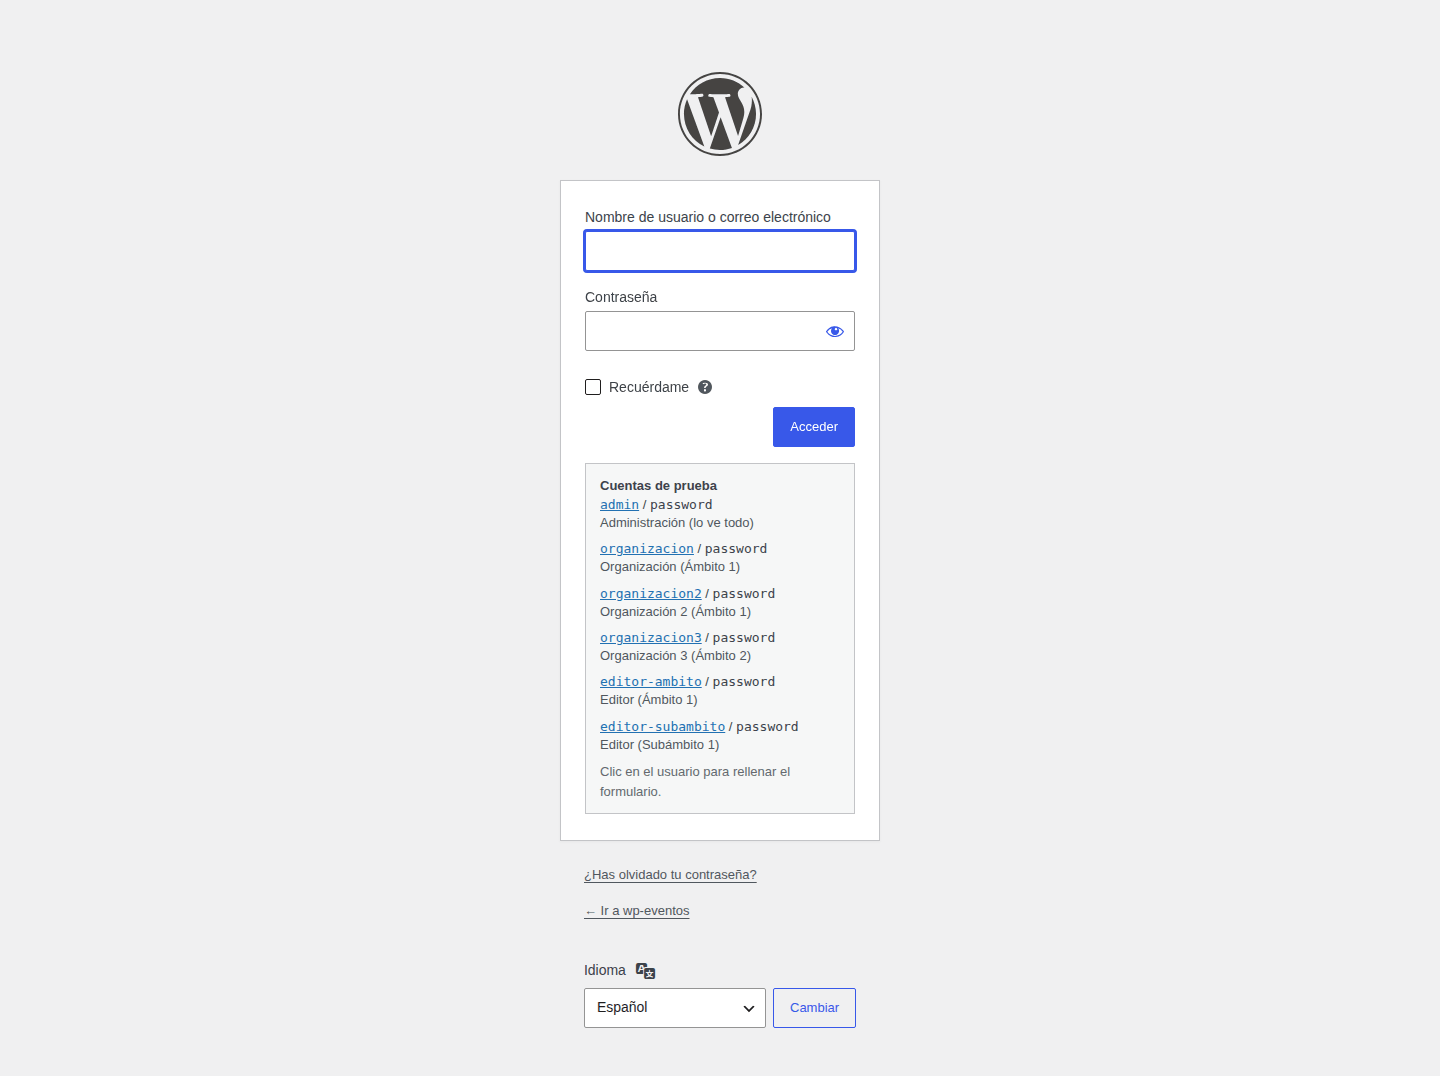 Nombre de usuario o correo electrónico
Contraseña
Recuérdame
Acceder
Cuentas de prueba
admin / password
Administración (lo ve todo)
organizacion / password
Organización (Ámbito 1)
organizacion2 / password
Organización 2 (Ámbito 1)
organizacion3 / password
Organización 3 (Ámbito 2)
editor-ambito / password
Editor (Ámbito 1)
editor-subambito / password
Editor (Subámbito 1)
Clic en el usuario para rellenar el
formulario.
¿Has olvidado tu contraseña?
← Ir a wp-eventos
Idioma
Español
Cambiar